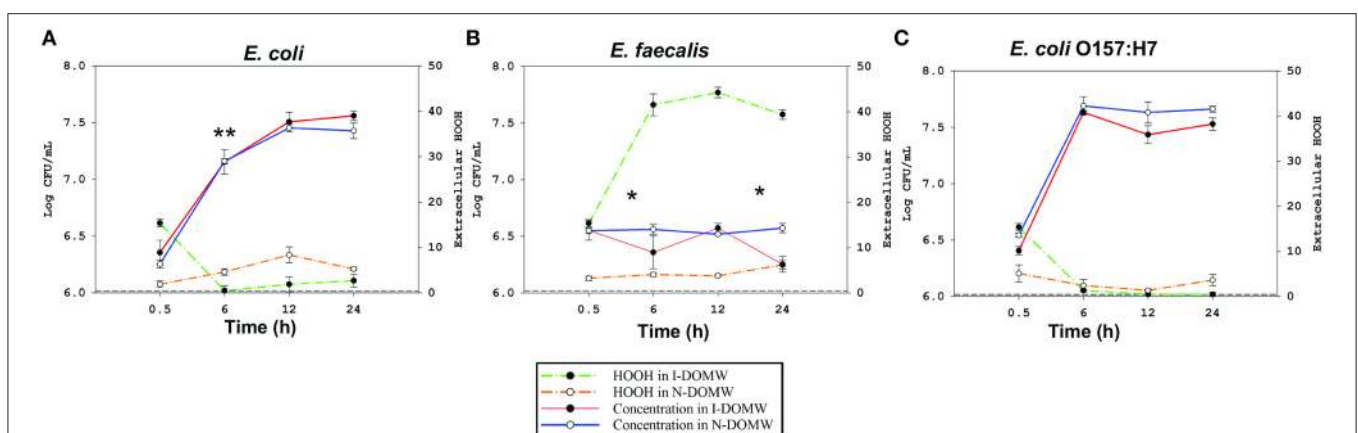 A
E. coli
B
E. faecalis
C
E. coli O157:H7
8.0
7.5
7.0
6.5
6.0
Log CFU/mL
50
40
30
20
10
0
Extracellular HOOH
**
0.5 6 12 24
Time (h)
8.0
7.5
7.0
6.5
6.0
Log CFU/mL
50
40
30
20
10
0
Extracellular HOOH
*
*
0.5 6 12 24
Time (h)
8.0
7.5
7.0
6.5
6.0
Log CFU/mL
50
40
30
20
10
0
Extracellular HOOH
0.5 6 12 24
Time (h)
HOOH in I-DOMW
HOOH in N-DOMW
Concentration in I-DOMW
Concentration in N-DOMW